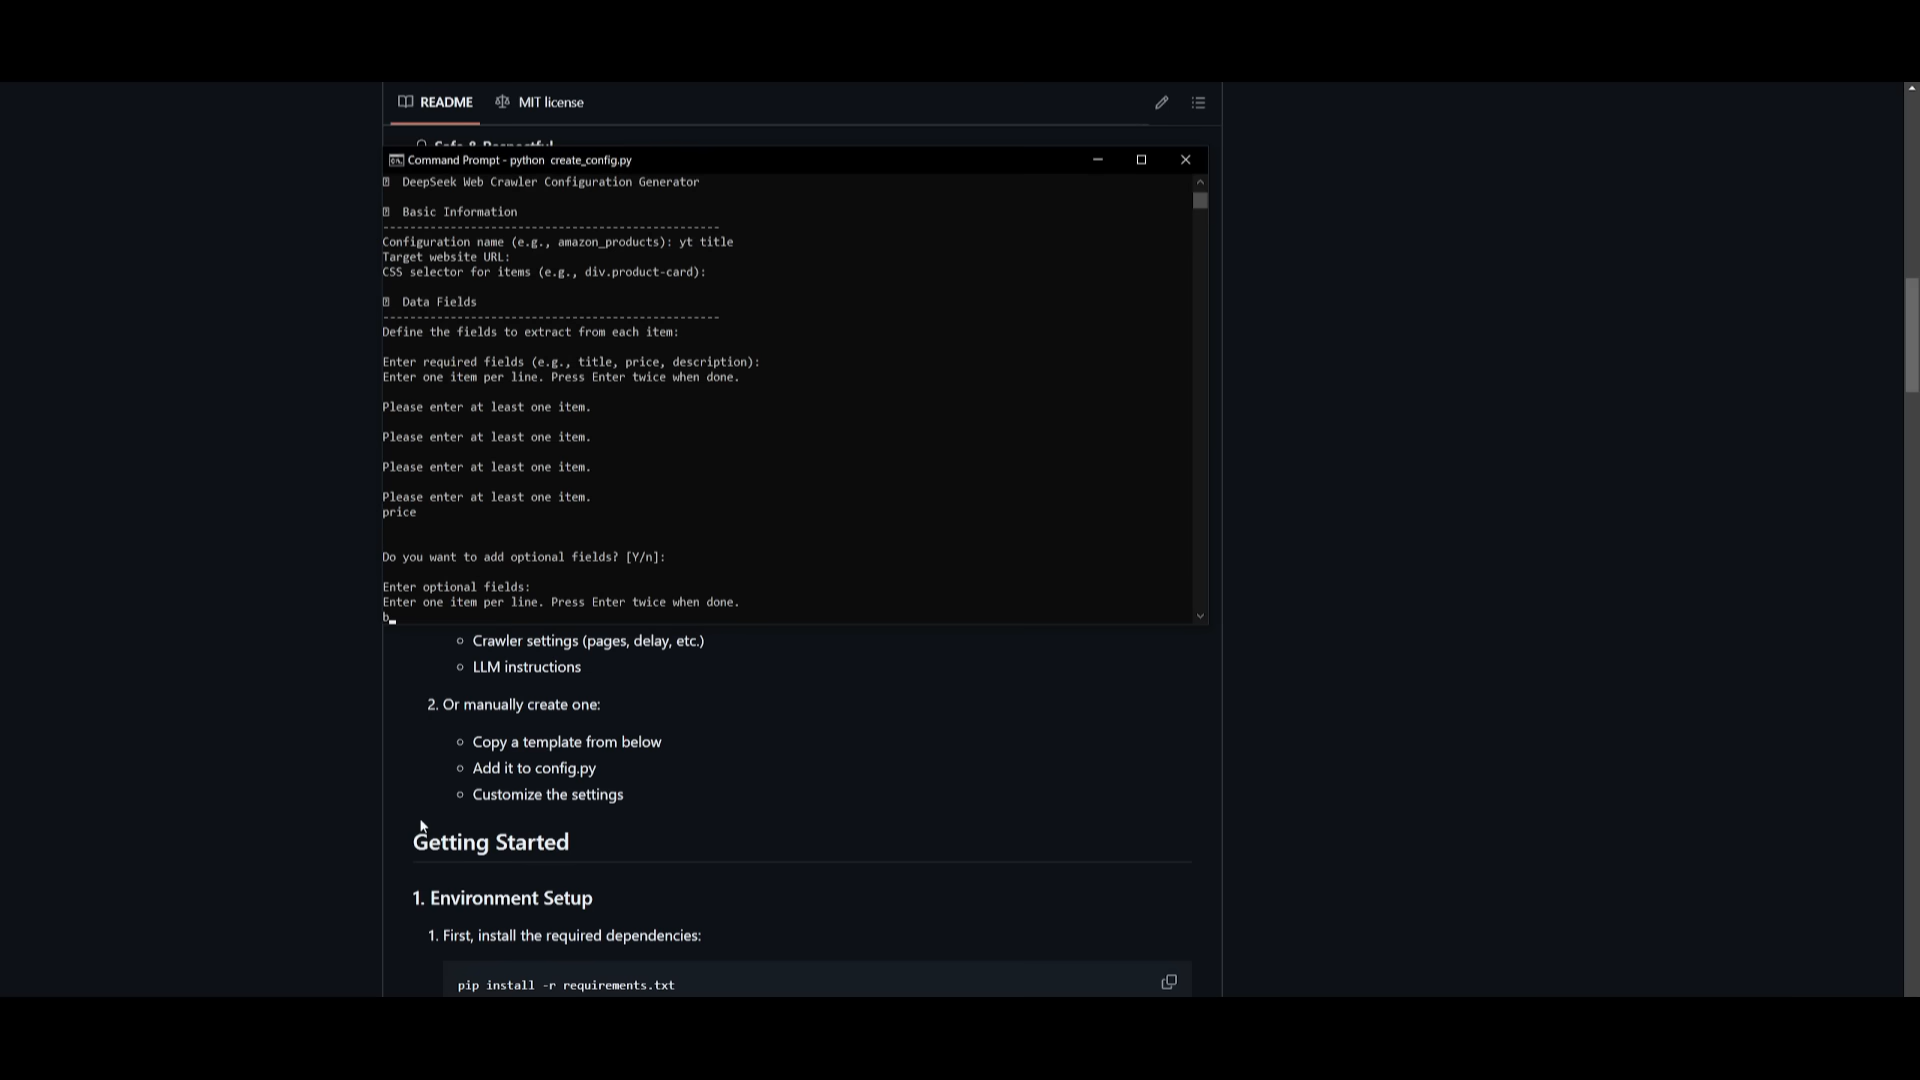 README
MIT license
Command Prompt - python create_config.py
DeepSeek Web Crawler Configuration Generator
Basic Information
--------------------------------------------------
Configuration name (e.g., amazon_products): yt title
Target website URL:
CSS selector for items (e.g., div.product-card):
Data Fields
--------------------------------------------------
Define the fields to extract from each item:
Enter required fields (e.g., title, price, description):
Enter one item per line. Press Enter twice when done.
Please enter at least one item.
Please enter at least one item.
Please enter at least one item.
Please enter at least one item.
price
Do you want to add optional fields? [Y/n]:
Enter optional fields:
Enter one item per line. Press Enter twice when done.
b
Crawler settings (pages, delay, etc.)
LLM instructions
2. Or manually create one:
Copy a template from below
Add it to config.py
Customize the settings
Getting Started
1. Environment Setup
1. First, install the required dependencies:
pip install -r requirements.txt